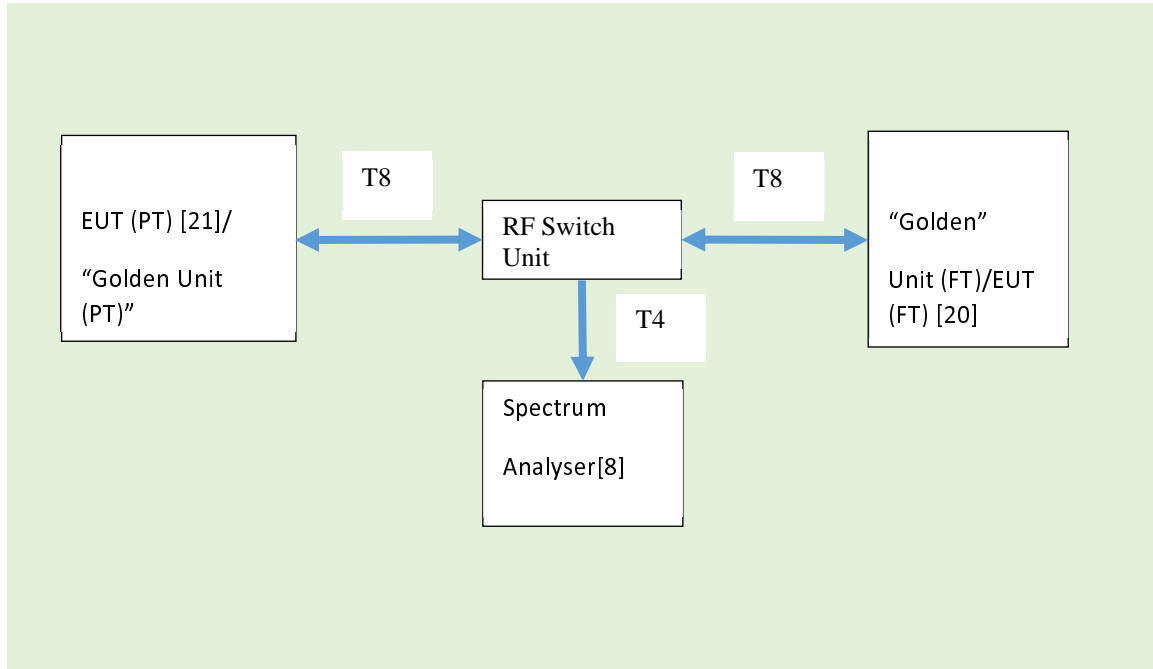 EUT (PT) [21]/
“Golden Unit
(PT)”
T8
RF Switch
Unit
T8
“Golden”
Unit (FT)/EUT
(FT) [20]
T4
Spectrum
Analyser[8]